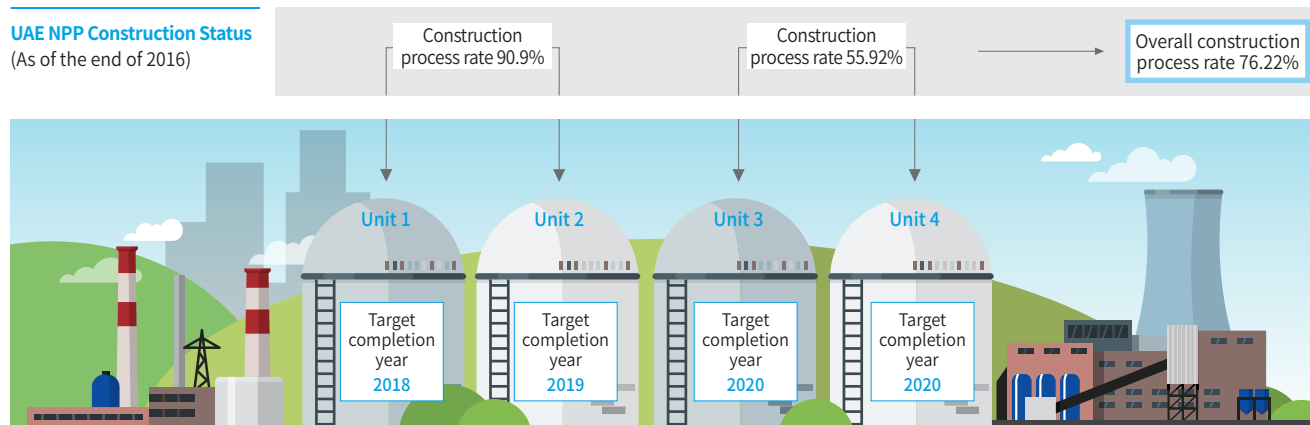 UAE NPP Construction Status
(As of the end of 2016)
Construction
process rate 90.9%
Construction
process rate 55.92%
Overall construction
process rate 76.22%
Unit 1
Unit 2
Unit 3
Unit 4
Target
completion
year
2018
Target
completion
year
2019
Target
completion
year
2020
Target
completion
year
2020